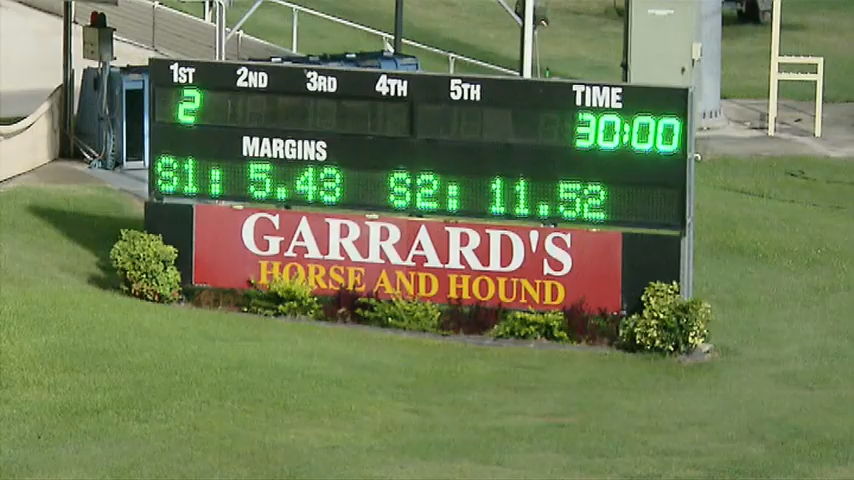 1ST 2ND 3RD 4TH 5TH TIME
2 30:00
MARGINS
S1: 5.43 S2: 11.52
GARRARD'S
HORSE AND HOUND